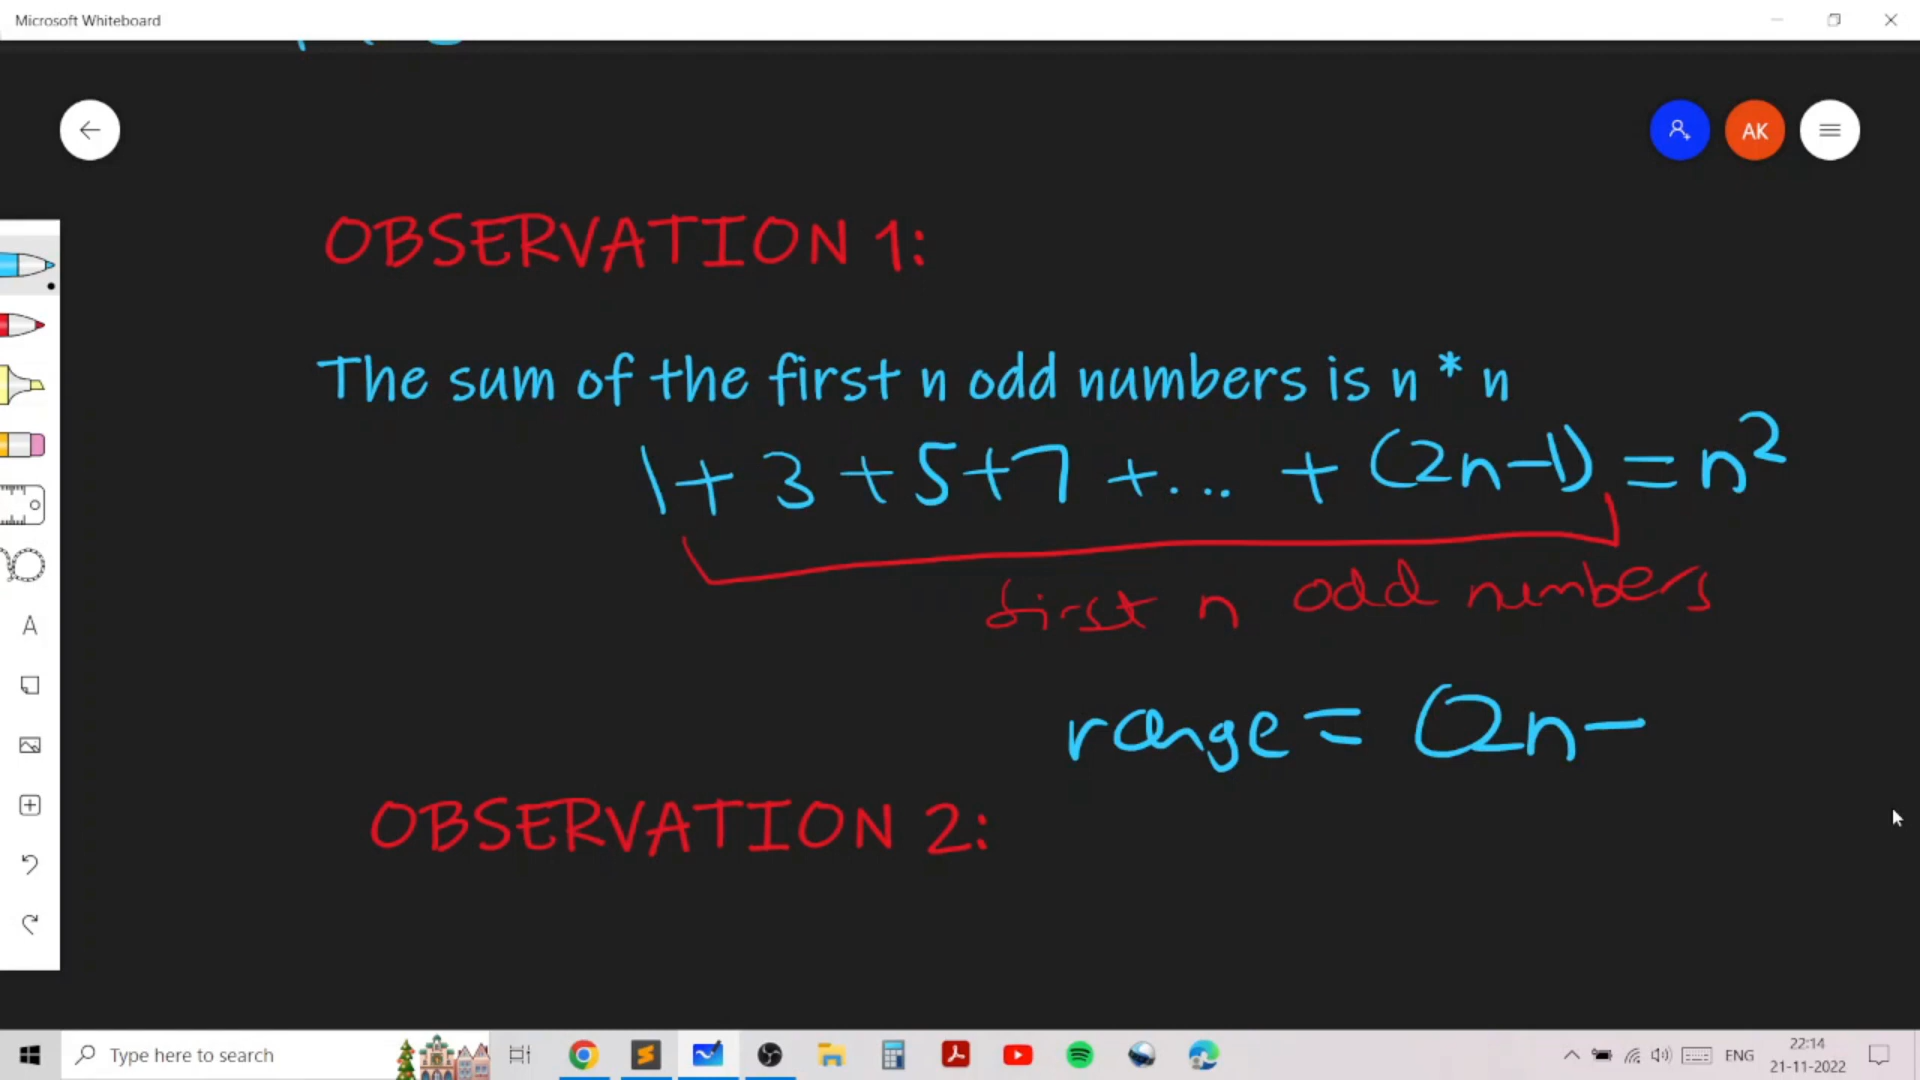 Microsoft Whiteboard
AK
OBSERVATION 1:
The sum of the first n odd numbers is n * n
1 + 3 + 5 + 7 + ... + (2n-1) = n²
first n odd numbers
range = (2n-
OBSERVATION 2:
A
Type here to search
ENG
22:14
21-11-2022